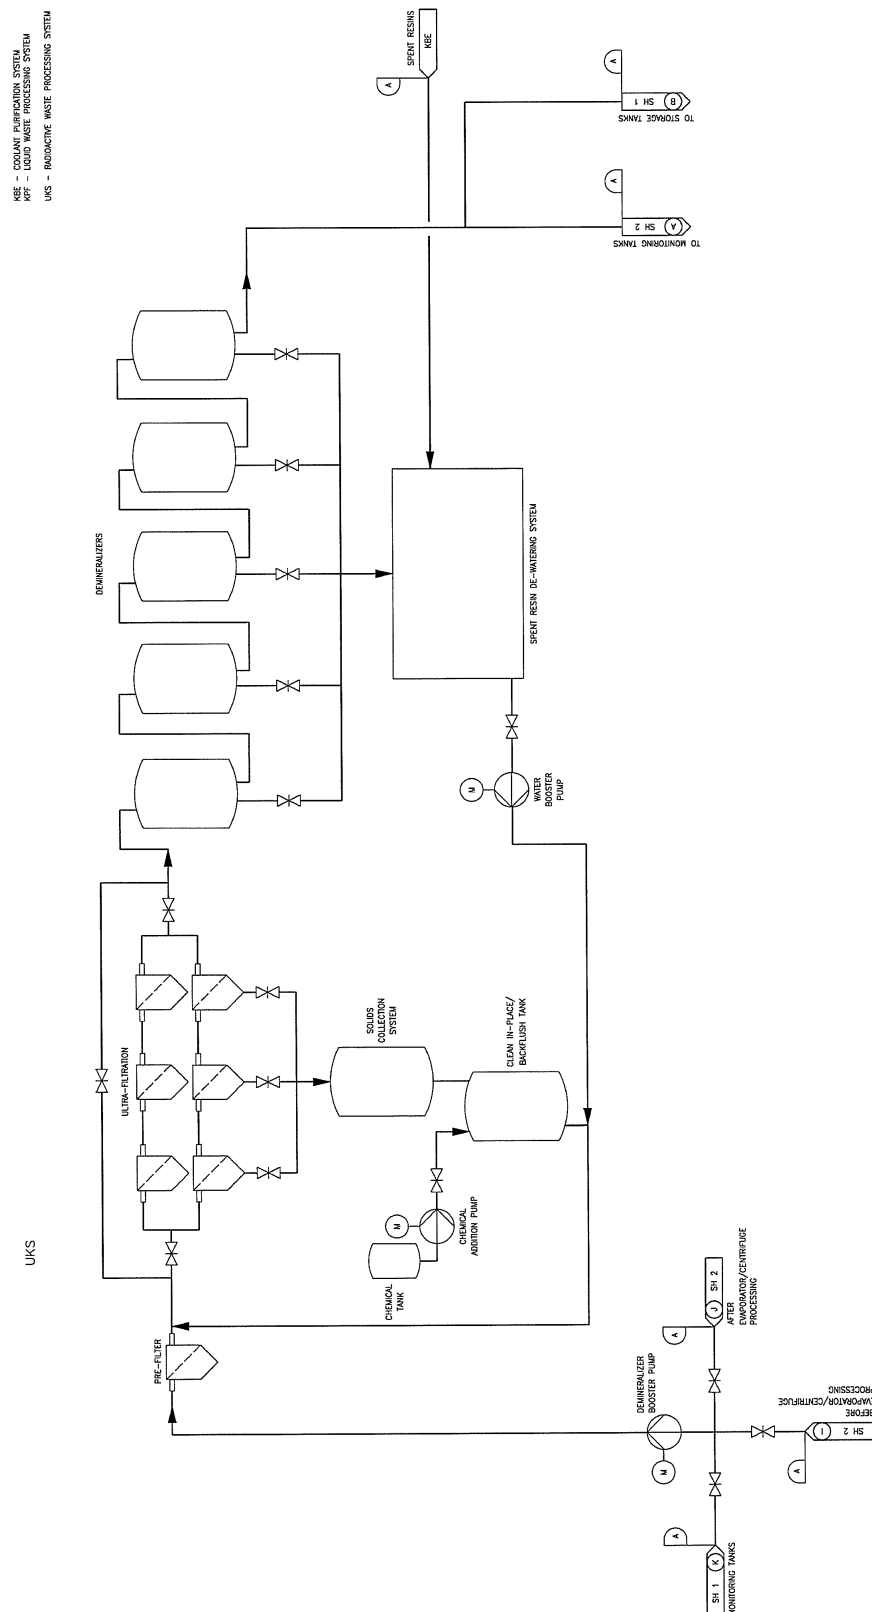 KBE - COOLANT PURIFICATION SYSTEM
KPF - LIQUID WASTE PROCESSING SYSTEM
UKS - RADIOACTIVE WASTE PROCESSING SYSTEM
UKS
SPENT RESINS
KBE
A
A
SH 1
B
TO STORAGE TANKS
A
SH 2
A
TO MONITORING TANKS
DEMINERALIZERS
SPENT RESIN DE-WATERING SYSTEM
M
WATER
BOOSTER
PUMP
ULTRA-FILTRATION
SOLIDS
COLLECTION
SYSTEM
CLEAN IN-PLACE/
BACKFLUSH TANK
M
CHEMICAL
ADDITION PUMP
CHEMICAL
TANK
PRE-FILTER
DEMINERALIZER
BOOSTER PUMP
M
A
J
SH 2
AFTER
EVAPORATOR/CENTRIFUGE
PROCESSING
A
I
SH 2
BEFORE
EVAPORATOR/CENTRIFUGE
PROCESSING
A
SH 1
K
MONITORING TANKS